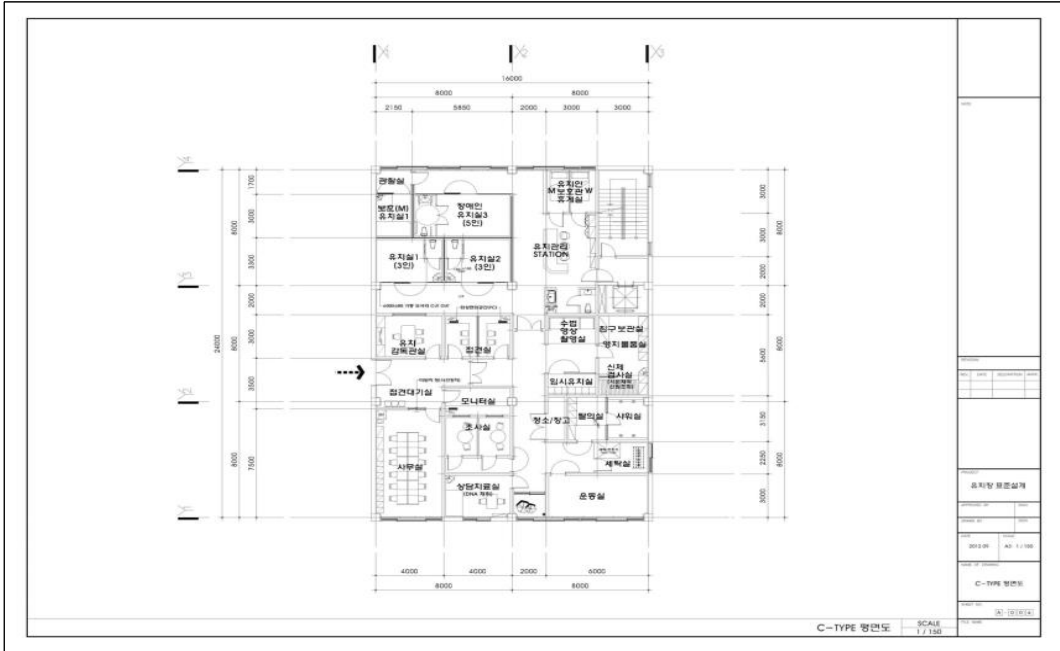 X1
X2
X3
16000
8000
8000
2150
5850
2000
3000
3000
Y4
Y3
Y2
Y1
24000
8000
8000
8000
1700
3050
3300
2000
3000
3500
7500
3000
3000
2000
2000
5600
3150
2250
3000
8000
8000
8000
관찰실
보호(M)
유치실1
장애인
유치실3
(5인)
유치인
M 보호관 W
휴게실
유치실1
(3인)
유치실2
(3인)
유치관리
STATION
유치
감독관실
접견실
수법
영상
촬영실
침구 보관실
영치물품실
신체
검사실
임시유치실
접견대기실
모니터실
청소/창고
탈의실
샤워실
조사실
사무실
세탁실
상담치료실
(DNA 채취)
운동실
4000
4000
2000
6000
8000
8000
C-TYPE 평면도
SCALE
1 / 150
유치장 표준설계
C-TYPE 평면도